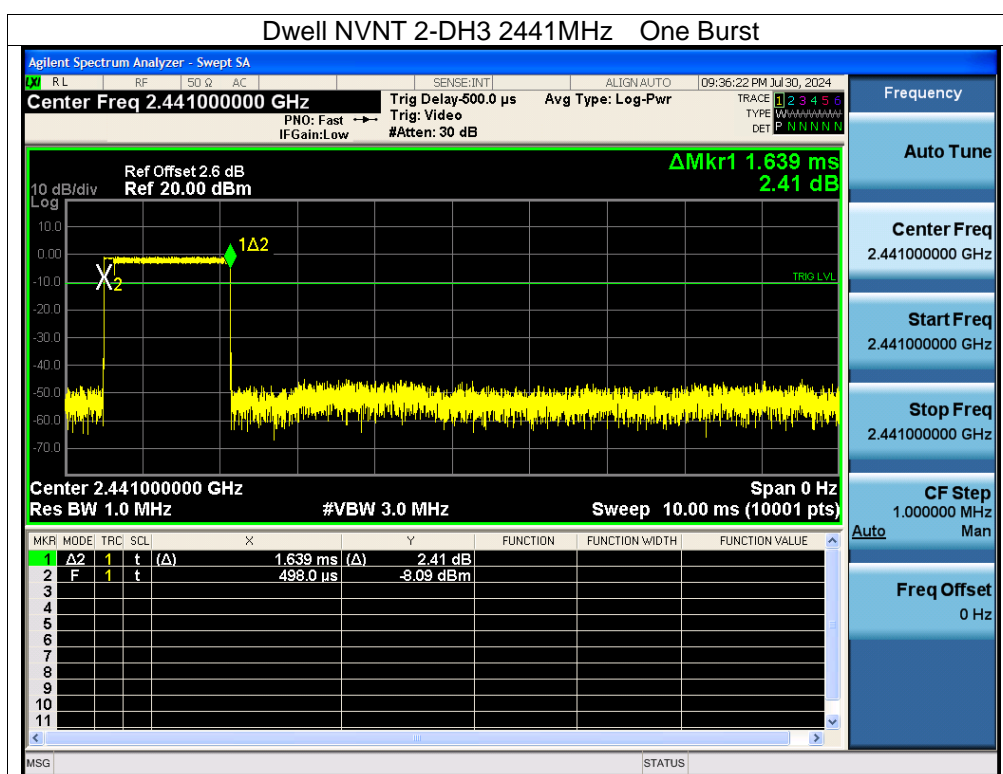 Dwell NVNT 2-DH3 2441MHz One Burst
Agilent Spectrum Analyzer - Swept SA
LXI RL RF 50 Ω AC SENSE:INT ALIGN AUTO 09:36:22 PM Jul 30, 2024
Center Freq 2.441000000 GHz
PNO: Fast
IFGain:Low
Trig Delay-500.0 μs
Trig: Video
#Atten: 30 dB
Avg Type: Log-Pwr
TRACE 1 2 3 4 5 6
TYPE WWWWWW
DET P N N N N N
Frequency
ΔMkr1 1.639 ms
2.41 dB
Ref Offset 2.6 dB
10 dB/div Ref 20.00 dBm
Log
10.0
0.00
-10.0
-20.0
-30.0
-40.0
-50.0
-60.0
-70.0
1Δ2
X2
TRIG LVL
Center 2.441000000 GHz Span 0 Hz
Res BW 1.0 MHz #VBW 3.0 MHz Sweep 10.00 ms (10001 pts)
MKR MODE TRC SCL X Y FUNCTION FUNCTION WIDTH FUNCTION VALUE
1 Δ2 1 t (Δ) 1.639 ms (Δ) 2.41 dB
2 F 1 t 498.0 μs -8.09 dBm
3
4
5
6
7
8
9
10
11
MSG STATUS
Auto Tune
Center Freq
2.441000000 GHz
Start Freq
2.441000000 GHz
Stop Freq
2.441000000 GHz
CF Step
1.000000 MHz
Auto Man
Freq Offset
0 Hz